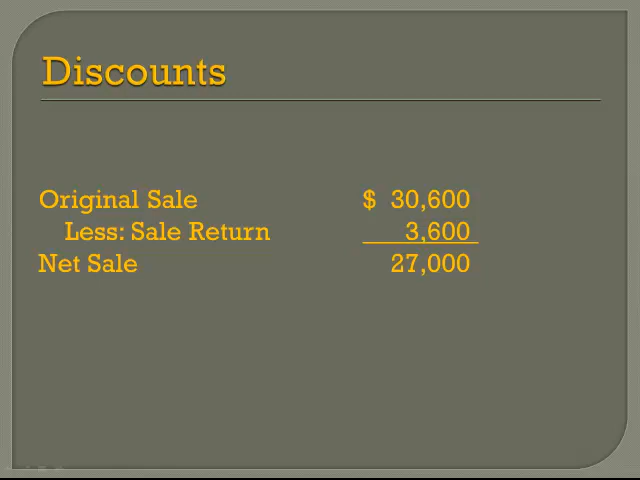 Discounts
Original Sale $ 30,600
Less: Sale Return 3,600
Net Sale 27,000